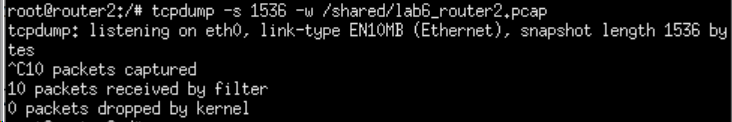 root@router2:/# tcpdump -s 1536 -w /shared/lab6_router2.pcap
tcpdump: listening on eth0, link-type EN10MB (Ethernet), snapshot length 1536 by
tes
^C10 packets captured
10 packets received by filter
0 packets dropped by kernel